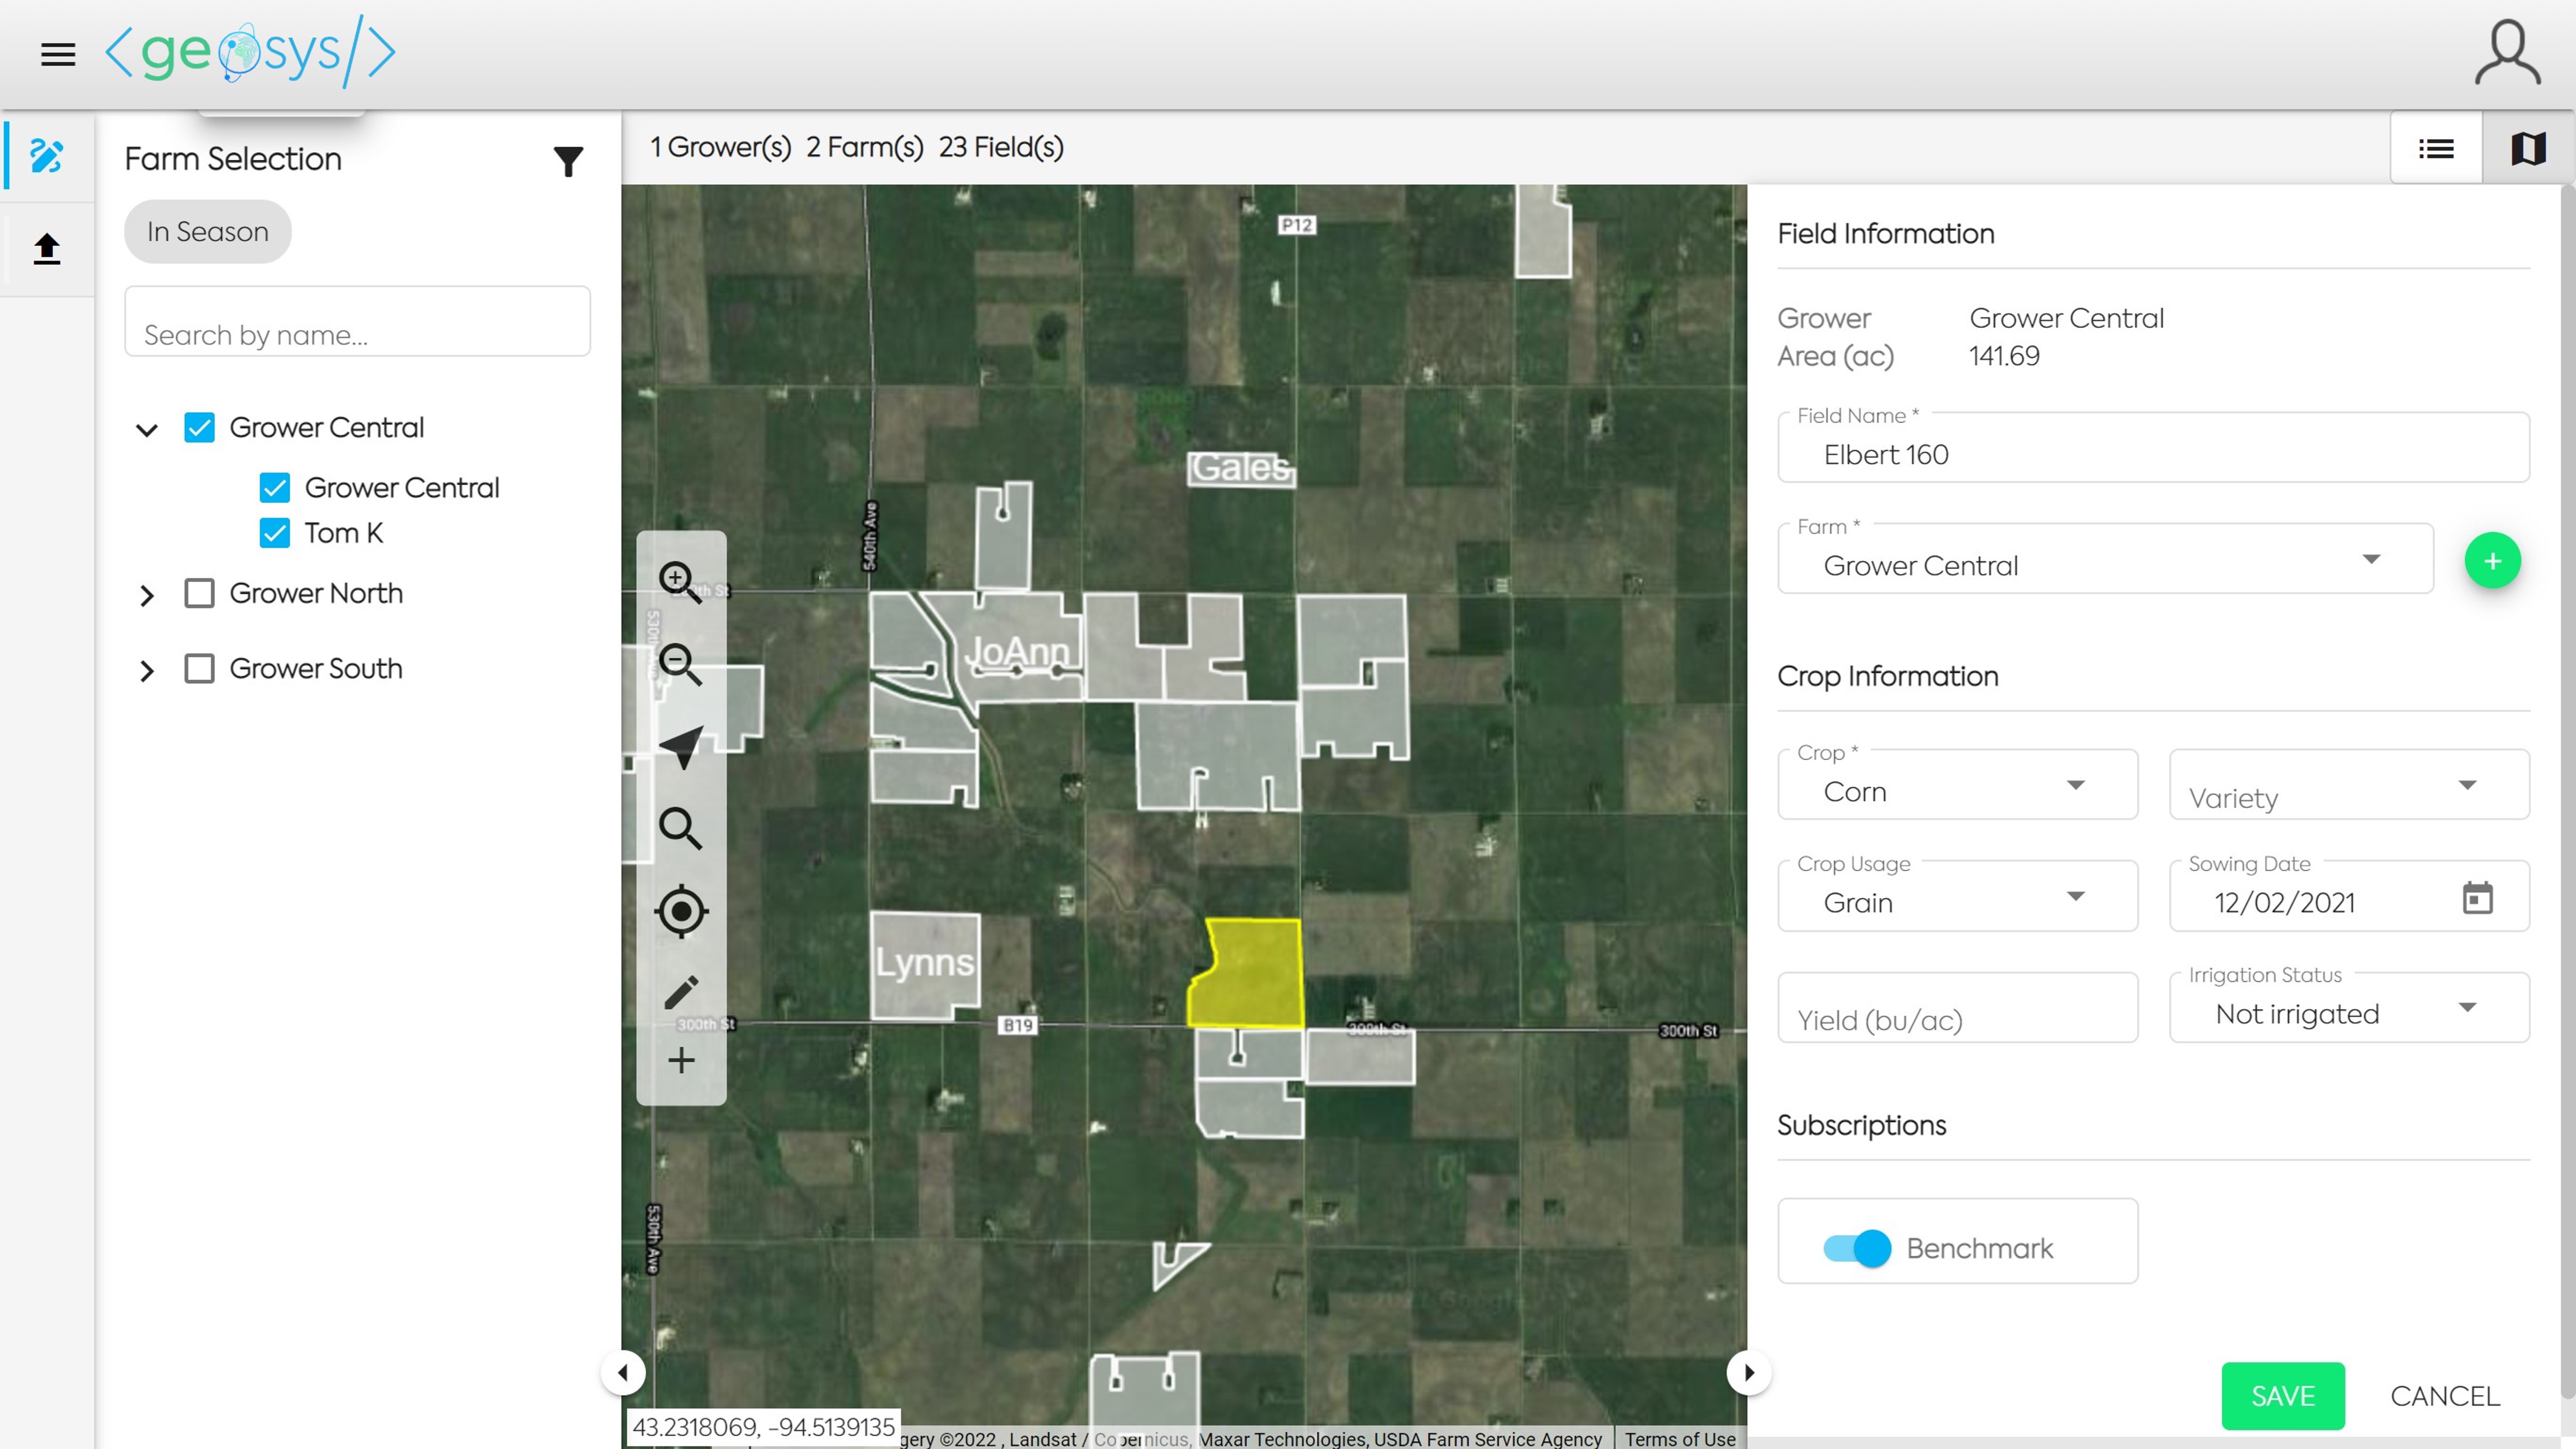 <geosys/>
Farm Selection
In Season
Search by name...
Grower Central
Grower Central
Tom K
Grower North
Grower South
1 Grower(s) 2 Farm(s) 23 Field(s)
P12
Gales
540th Ave
JoAnn
Lynns
300th St
B19
300th St
300th St
530th Ave
43.2318069, -94.5139135
gery ©2022 , Landsat / Copernicus, Maxar Technologies, USDA Farm Service Agency
Terms of Use
Field Information
Grower Grower Central
Area (ac) 141.69
Field Name *
Elbert 160
Farm *
Grower Central
+
Crop Information
Crop *
Corn
Variety
Crop Usage
Grain
Sowing Date
12/02/2021
Yield (bu/ac)
Irrigation Status
Not irrigated
Subscriptions
Benchmark
SAVE
CANCEL